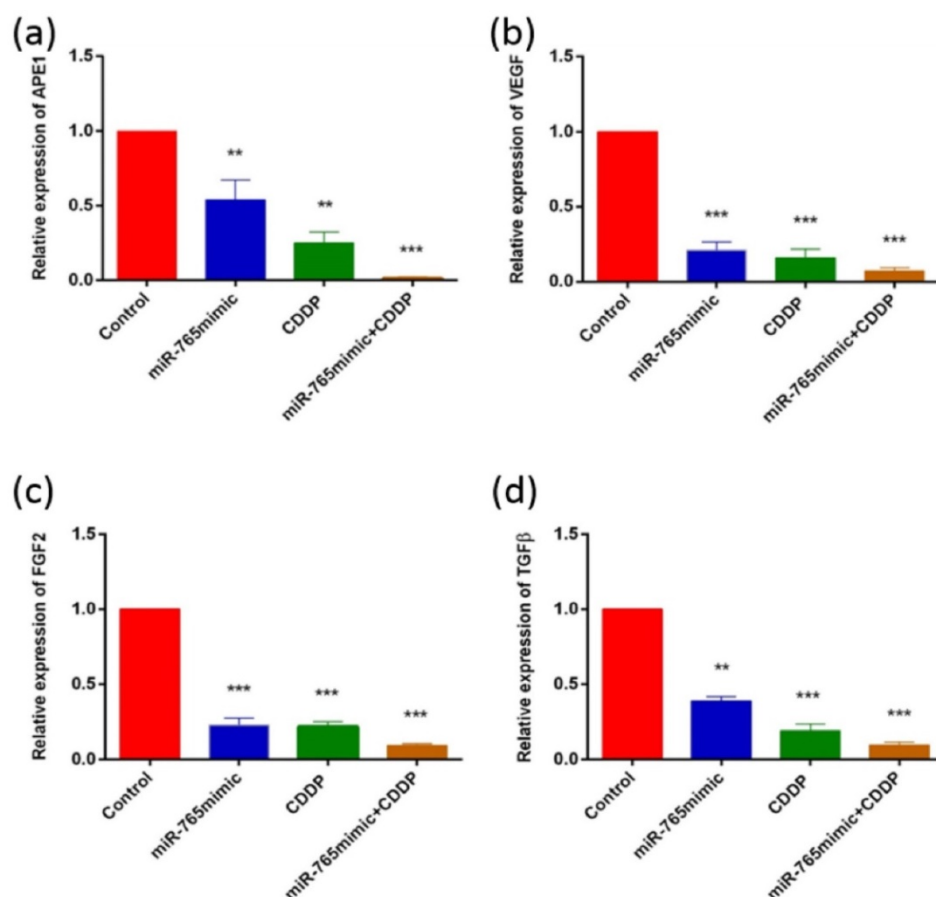 (a)
Relative expression of APE1
1.5
1.0
0.5
0.0
**
**
***
Control
miR-765mimic
CDDP
miR-765mimic+CDDP
(b)
Relative expression of VEGF
1.5
1.0
0.5
0.0
***
***
***
Control
miR-765mimic
CDDP
miR-765mimic+CDDP
(c)
Relative expression of FGF2
1.5
1.0
0.5
0.0
***
***
***
Control
miR-765mimic
CDDP
miR-765mimic+CDDP
(d)
Relative expression of TGFβ
1.5
1.0
0.5
0.0
**
***
***
Control
miR-765mimic
CDDP
miR-765mimic+CDDP